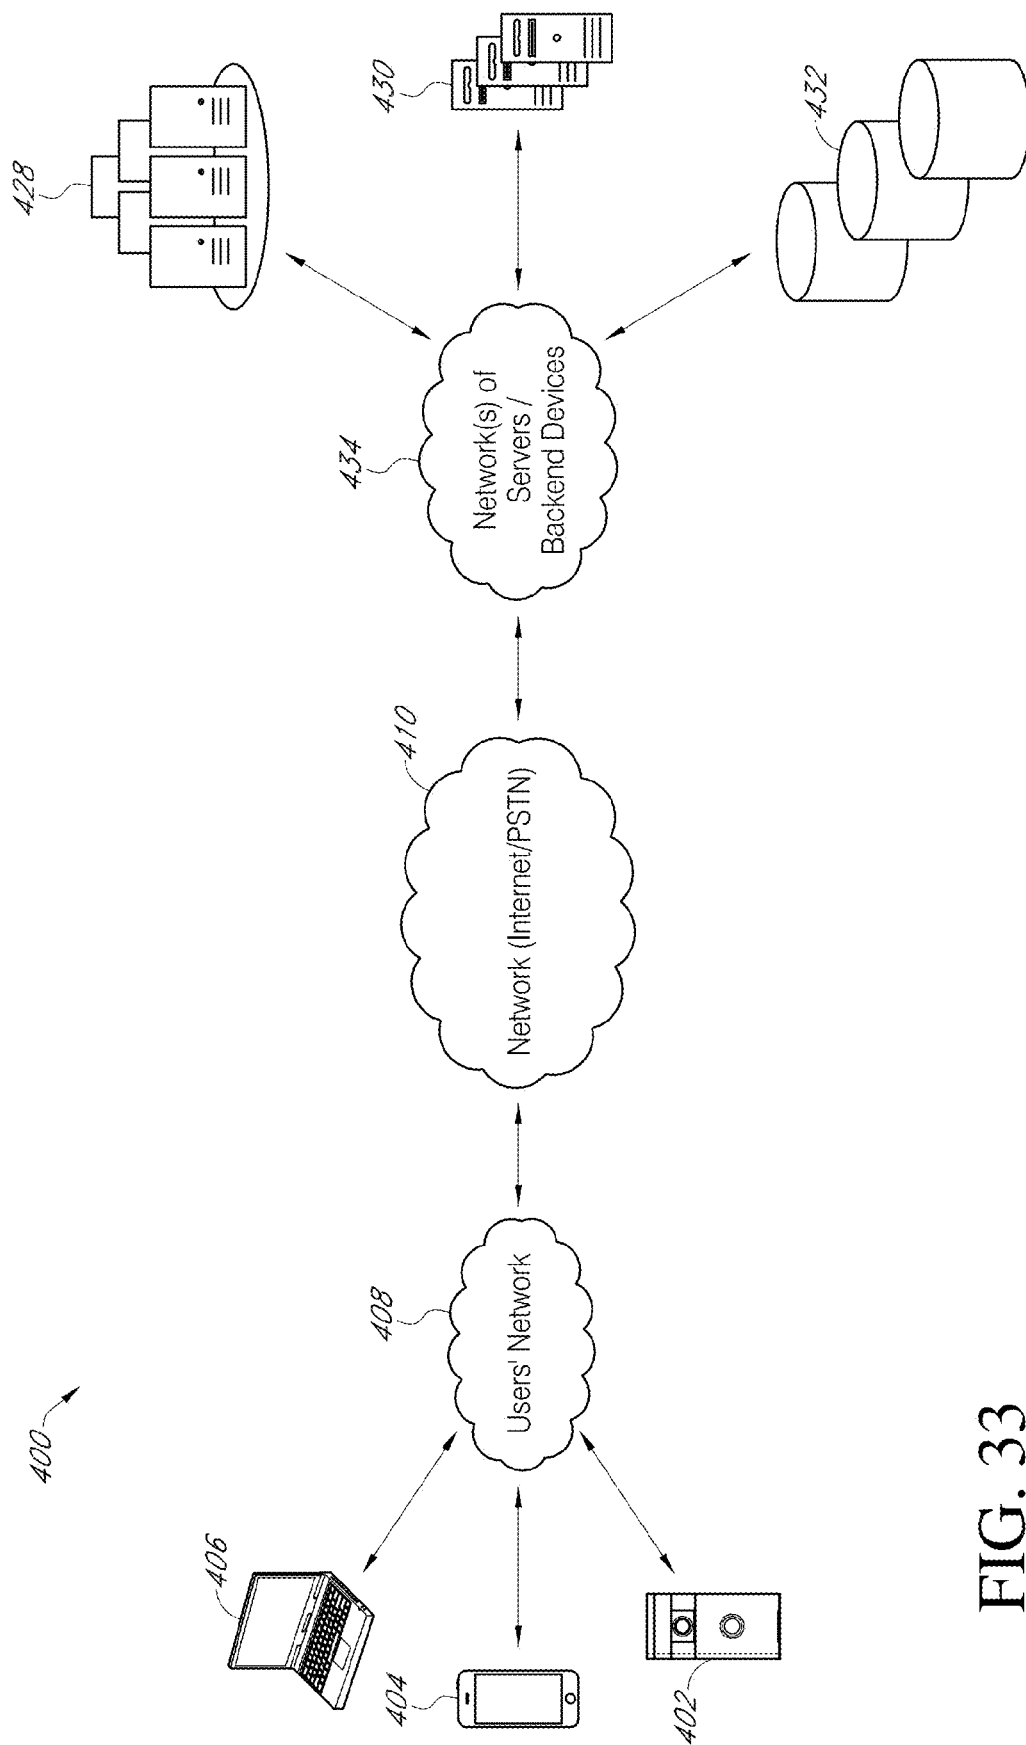 400
406
404
402
408
Users' Network
410
Network (Internet/PSTN)
434
Network(s) of
Servers /
Backend Devices
428
430
432
FIG. 33